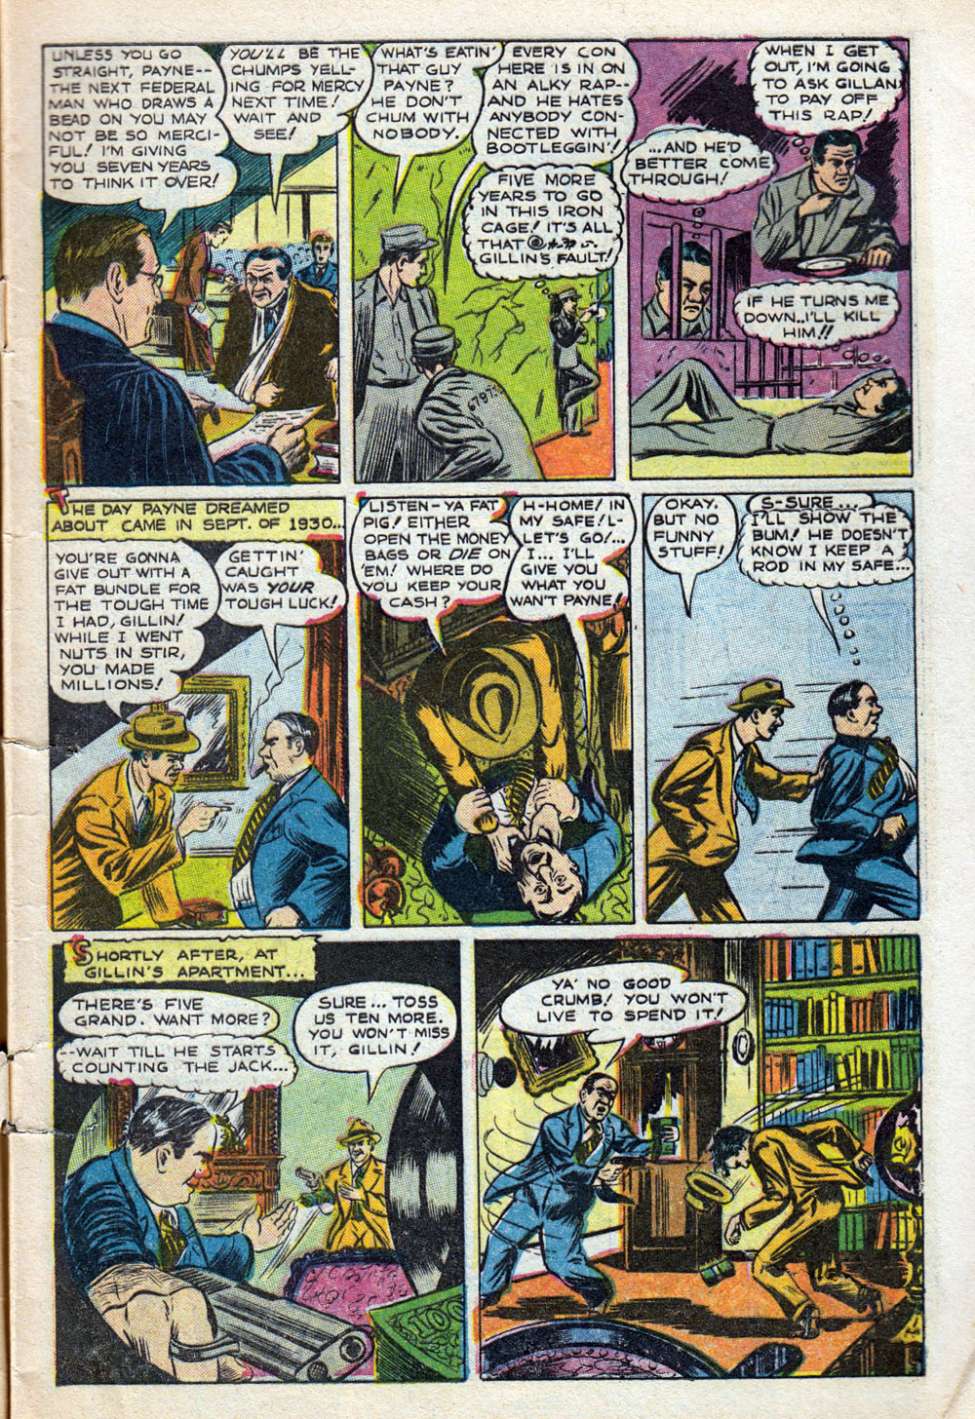 UNLESS YOU GO
STRAIGHT, PAYNE--
THE NEXT FEDERAL
MAN WHO DRAWS A
BEAD ON YOU MAY
NOT BE SO MERCI-
FUL! I'M GIVING
YOU SEVEN YEARS
TO THINK IT OVER!
YOU'LL BE THE
CHUMPS YELL-
ING FOR MERCY
NEXT TIME!
WAIT AND
SEE!
WHAT'S EATIN'
THAT GUY
PAYNE?
HE DON'T
CHUM WITH
NOBODY.
EVERY CON
HERE IS IN ON
AN ALKY RAP--
AND HE HATES
ANYBODY CON-
NECTED WITH
BOOTLEGGIN'!
FIVE MORE
YEARS TO GO
IN THIS IRON
CAGE! IT'S ALL
THAT
GILLIN'S FAULT!
67975
WHEN I GET
OUT, I'M GOING
TO ASK GILLAN
TO PAY OFF
THIS RAP!
...AND HE'D
BETTER COME
THROUGH!
IF HE TURNS ME
DOWN..I'LL KILL
HIM!!
THE DAY PAYNE DREAMED
ABOUT CAME IN SEPT. OF 1930...
YOU'RE GONNA
GIVE OUT WITH A
FAT BUNDLE FOR
THE TOUGH TIME
I HAD, GILLIN!
WHILE I WENT
NUTS IN STIR,
YOU MADE
MILLIONS!
GETTIN'
CAUGHT
WAS YOUR
TOUGH LUCK!
LISTEN-YA FAT
PIG! EITHER
OPEN THE MONEY
BAGS OR DIE ON
'EM! WHERE DO
YOU KEEP YOUR
CASH?
H-HOME! IN
MY SAFE! L-
LET'S GO!...
I... I'LL
GIVE YOU
WHAT YOU
WAN'T PAYNE!
OKAY.
BUT NO
FUNNY
STUFF!
S-SURE...
I'LL SHOW THE
BUM! HE DOESN'T
KNOW I KEEP A
ROD IN MY SAFE...
SHORTLY AFTER, AT
GILLIN'S APARTMENT...
THERE'S FIVE
GRAND. WANT MORE?
--WAIT TILL HE STARTS
COUNTING THE JACK...
SURE... TOSS
US TEN MORE.
YOU WON'T MISS
IT, GILLIN!
100
YA' NO GOOD
CRUMB! YOU WON'T
LIVE TO SPEND IT!